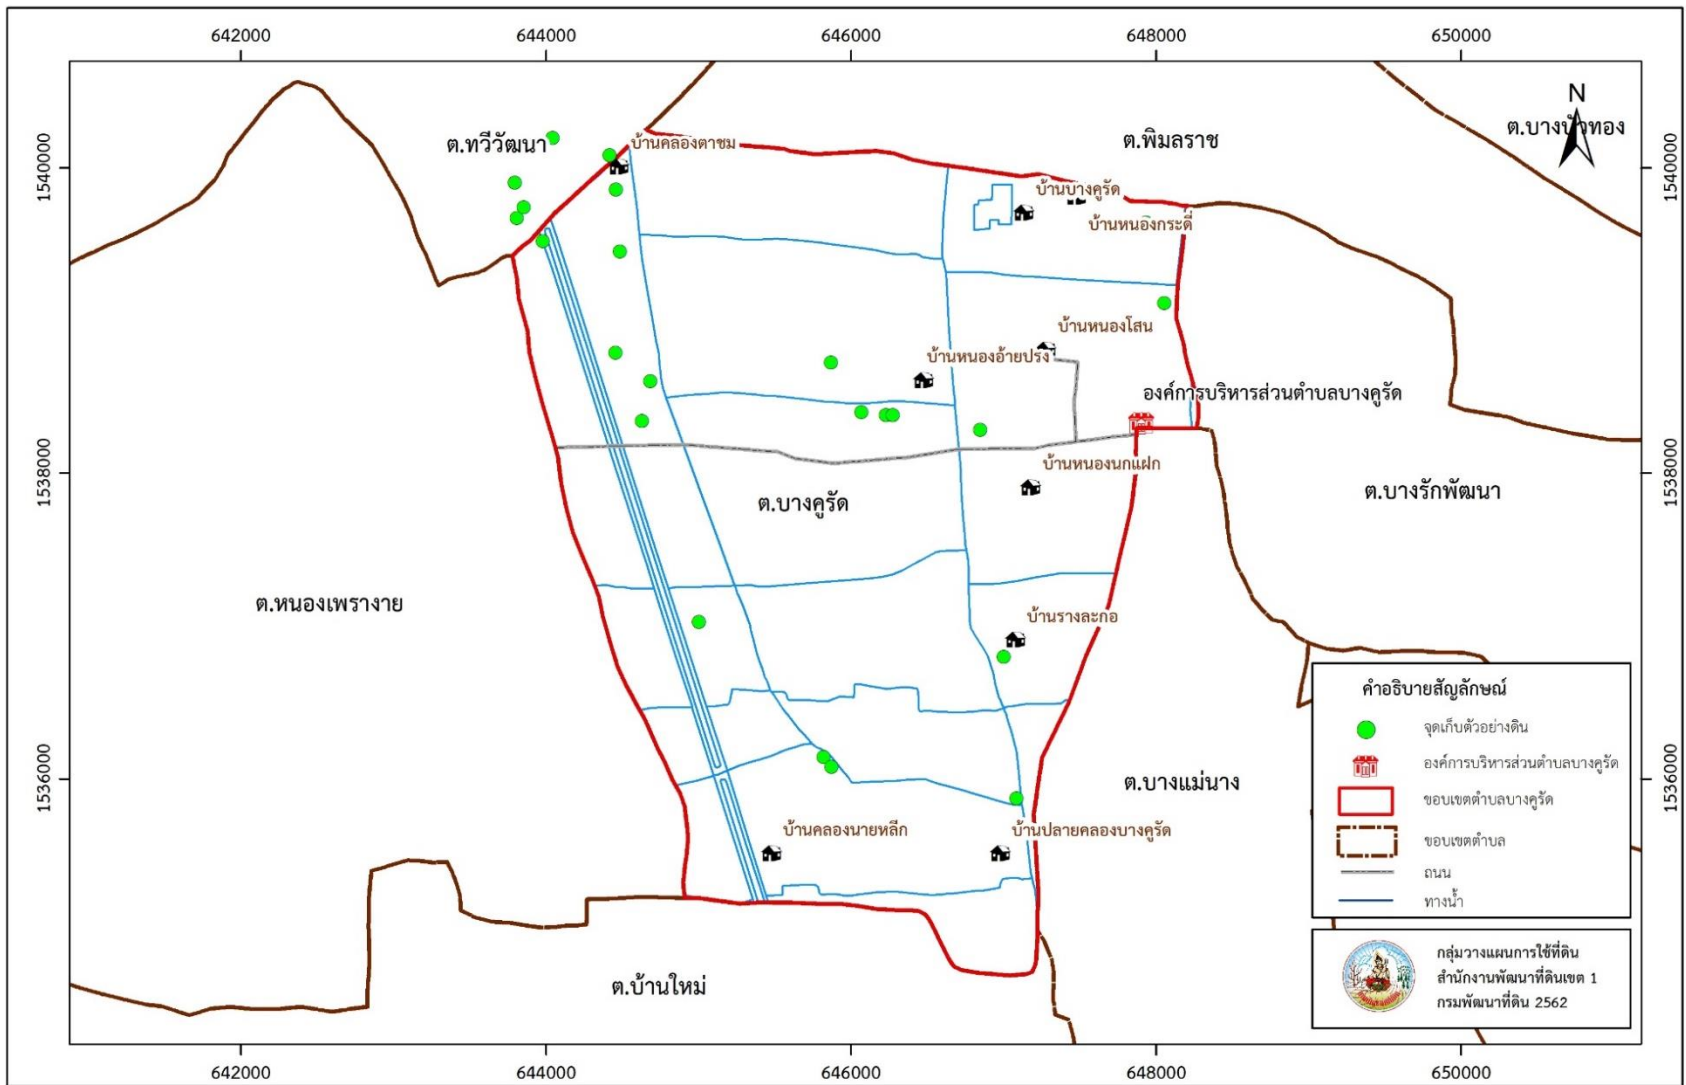 642000
644000
646000
648000
650000
N
ต.บางบัวทอง
ต.พิมลราช
ต.ทวีวัฒนา
บ้านคลองตาชม
1540000
1540000
บ้านบางคูรัด
บ้านหนองกระดี่
บ้านหนองโสน
บ้านหนองอ้ายปรง
องค์การบริหารส่วนตำบลบางคูรัด
บ้านหนองนกแฝก
1538000
1538000
ต.บางคูรัด
ต.บางรักพัฒนา
ต.หนองเพรางาย
บ้านรางละกอ
ต.บางแม่นาง
1536000
1536000
บ้านคลองนายหลีก
บ้านปลายคลองบางคูรัด
ต.บ้านใหม่
คำอธิบายสัญลักษณ์
จุดเก็บตัวอย่างดิน
องค์การบริหารส่วนตำบลบางคูรัด
ขอบเขตตำบลบางคูรัด
ขอบเขตตำบล
ถนน
ทางน้ำ
กลุ่มวางแผนการใช้ที่ดิน
สำนักงานพัฒนาที่ดินเขต 1
กรมพัฒนาที่ดิน 2562
642000
644000
646000
648000
650000